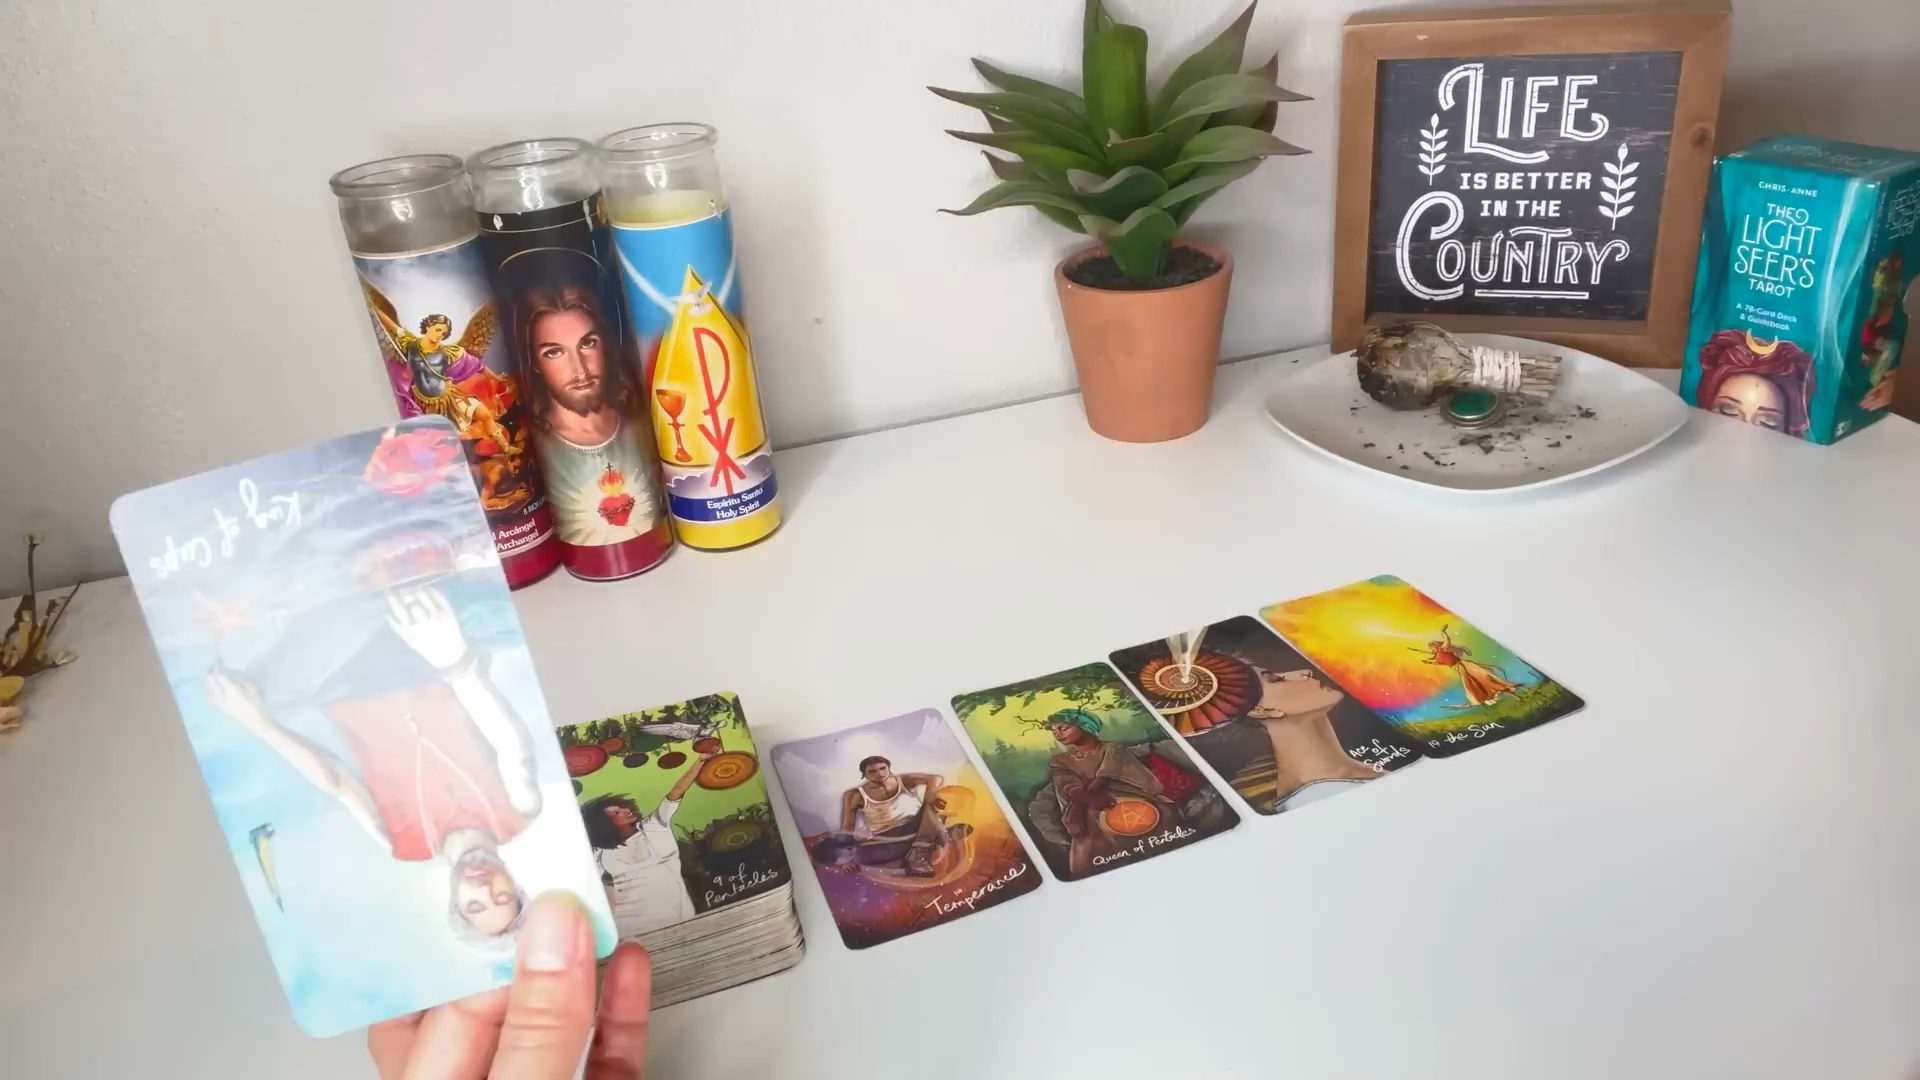 LIFE
IS BETTER
IN THE
COUNTRY
CHRIS-ANNE
THE
LIGHT
SEER'S
TAROT
A 78-Card Deck
& Guidebook
l Arcángel
Archangel
Espíritu Santo
Holy Spirit
King of Cups
9 of
Pentacles
14
Temperance
Queen of Pentacles
Ace of
Swords
19 the Sun